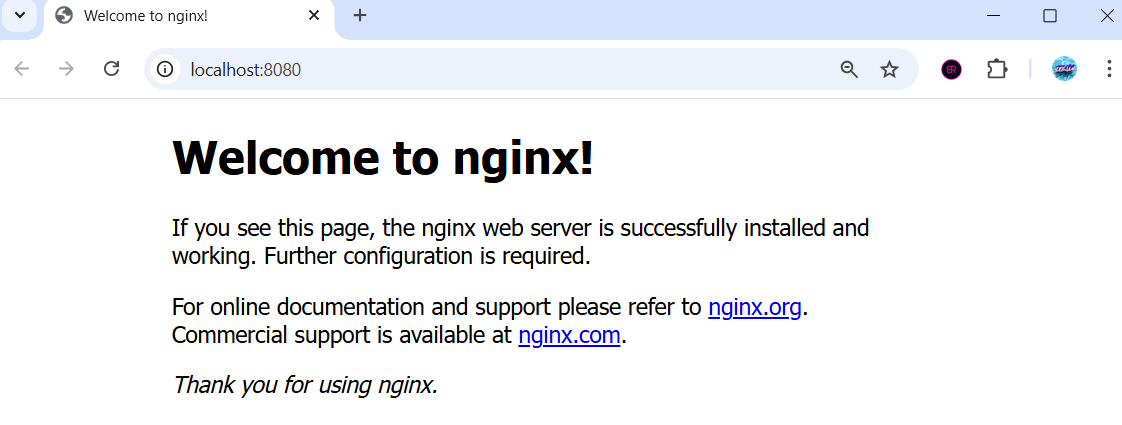 Welcome to nginx!
localhost:8080
Welcome to nginx!
If you see this page, the nginx web server is successfully installed and
working. Further configuration is required.
For online documentation and support please refer to nginx.org.
Commercial support is available at nginx.com.
Thank you for using nginx.